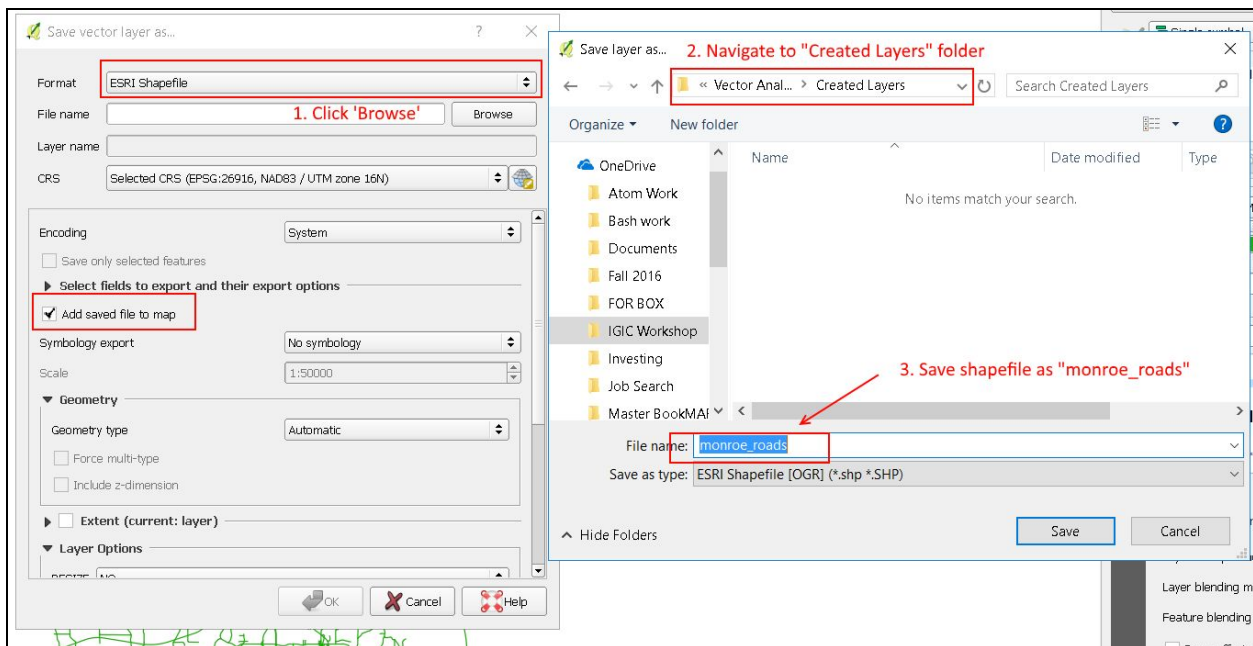 Save vector layer as...
?
Format
ESRI Shapefile
File name
1. Click 'Browse'
Browse
Layer name
CRS
Selected CRS (EPSG:26916, NAD83 / UTM zone 16N)
Encoding
System
Save only selected features
Select fields to export and their export options
Add saved file to map
Symbology export
No symbology
Scale
1:50000
Geometry
Geometry type
Automatic
Force multi-type
Include z-dimension
Extent (current: layer)
Layer Options
RESIZE NO
OK
Cancel
Help
Save layer as...
2. Navigate to "Created Layers" folder
« Vector Anal... > Created Layers
Search Created Layers
Organize
New folder
?
Name
Date modified
Type
No items match your search.
OneDrive
Atom Work
Bash work
Documents
Fall 2016
FOR BOX
IGIC Workshop
Investing
Job Search
Master BookMA
3. Save shapefile as "monroe_roads"
File name: monroe_roads
Save as type: ESRI Shapefile [OGR] (*.shp *.SHP)
Hide Folders
Save
Cancel
Single symbol
Layer blending m
Feature blending